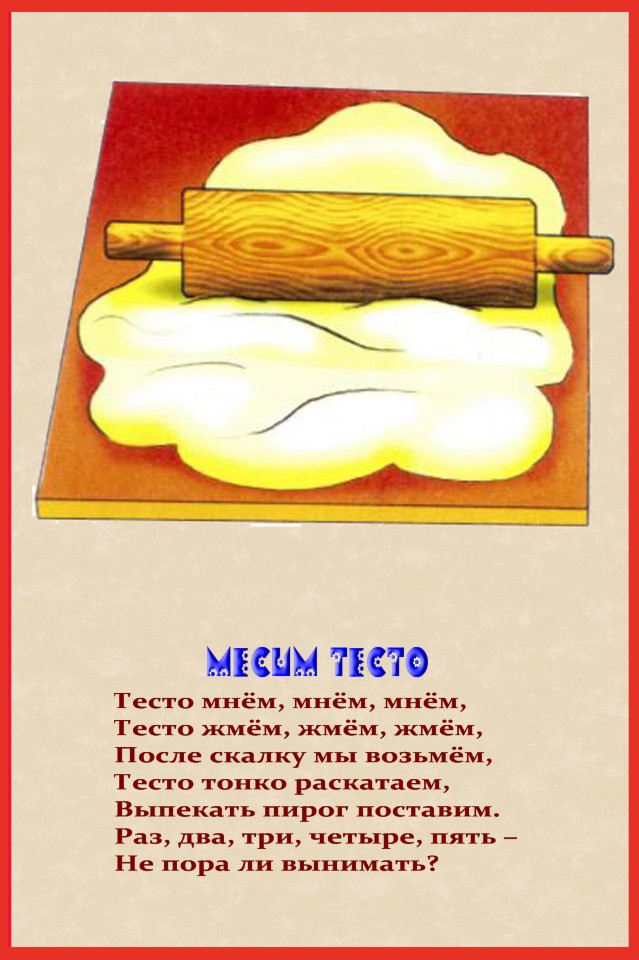 МЕСИМ ТЕСТО
Тесто мнём, мнём, мнём,
Тесто жмём, жмём, жмём,
После скалку мы возьмём,
Тесто тонко раскатаем,
Выпекать пирог поставим.
Раз, два, три, четыре, пять –
Не пора ли вынимать?